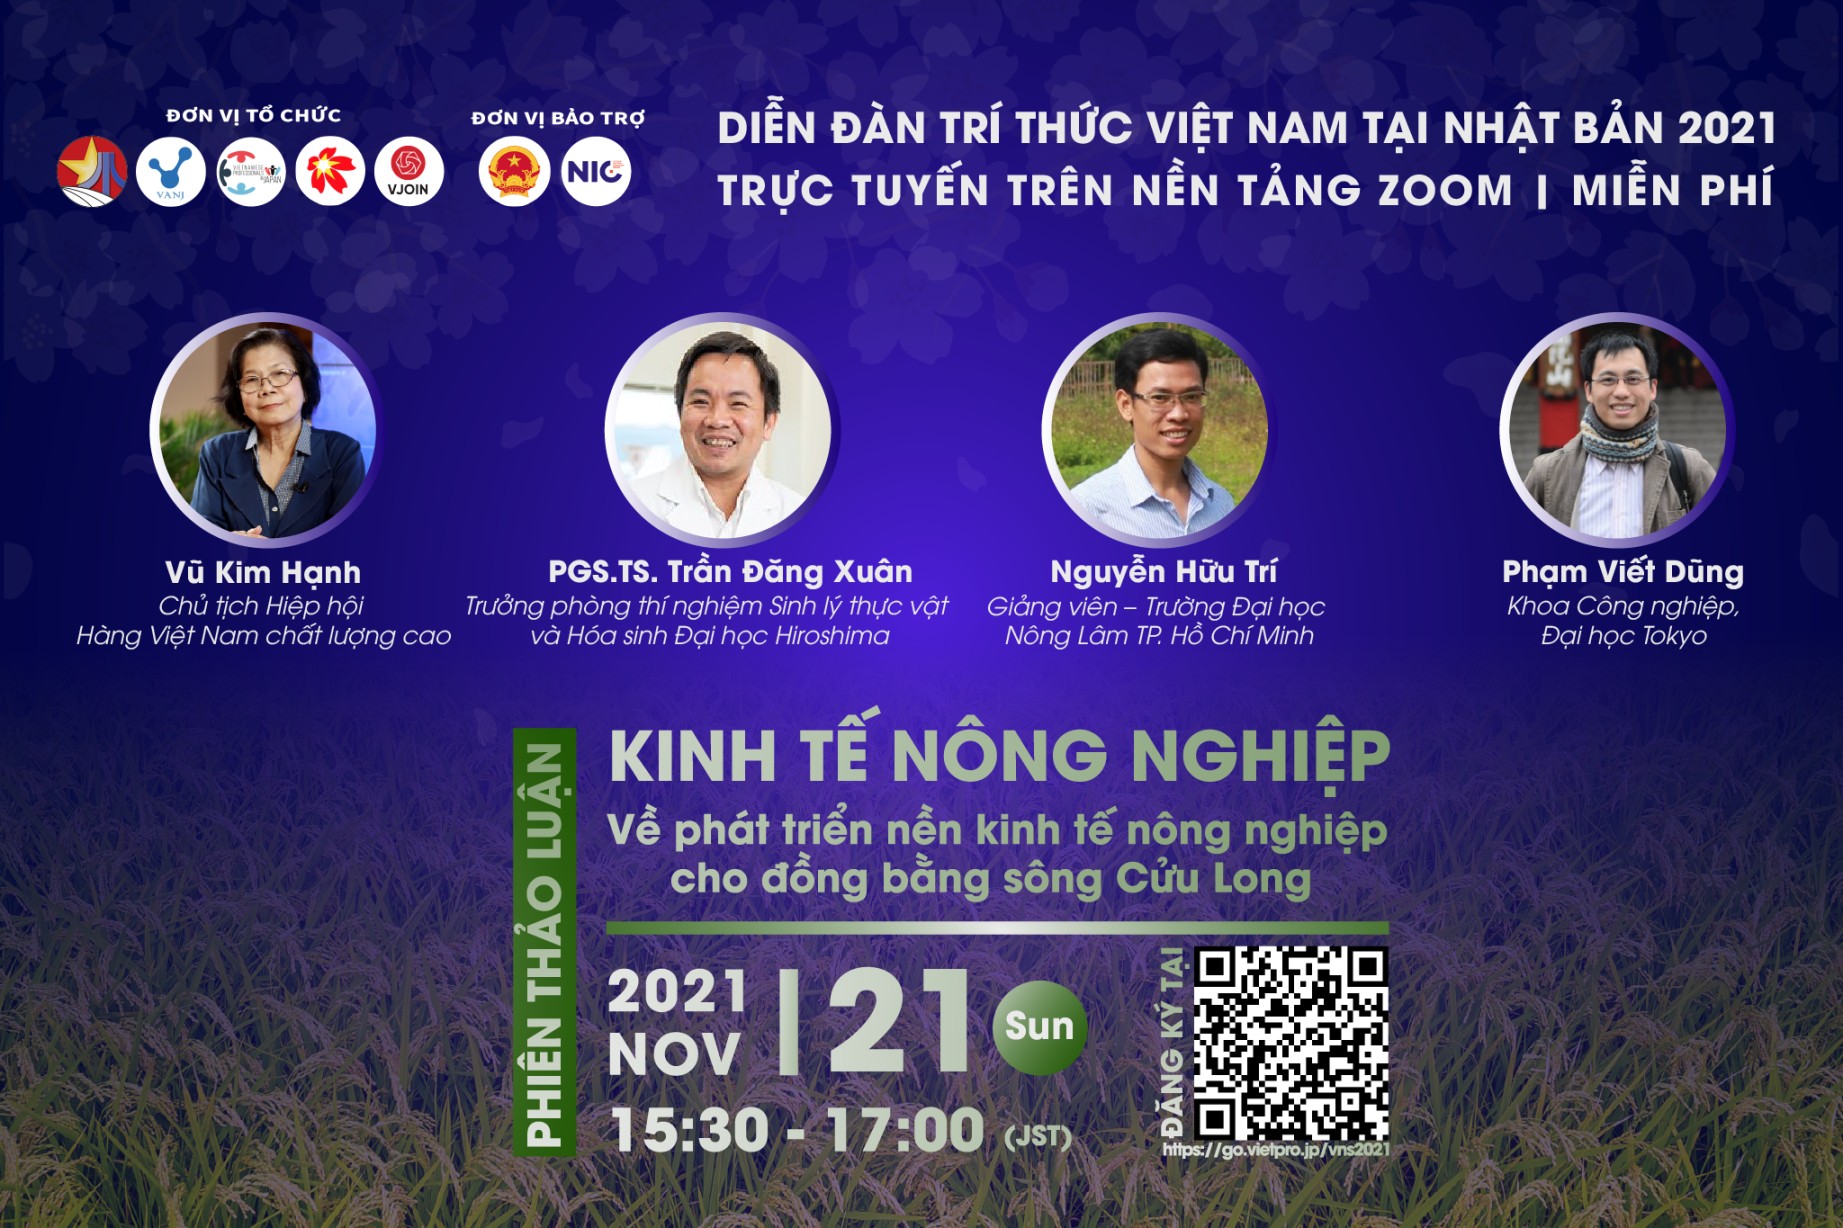 ĐƠN VỊ TỔ CHỨC
ĐƠN VỊ BẢO TRỢ
VANJ
VIETNAMESE
PROFESSIONALS
IN JAPAN
VJOIN
NIC
DIỄN ĐÀN TRÍ THỨC VIỆT NAM TẠI NHẬT BẢN 2021
TRỰC TUYẾN TRÊN NỀN TẢNG ZOOM | MIỄN PHÍ
Vũ Kim Hạnh
Chủ tịch Hiệp hội
Hàng Việt Nam chất lượng cao
PGS.TS. Trần Đăng Xuân
Trưởng phòng thí nghiệm Sinh lý thực vật
và Hóa sinh Đại học Hiroshima
Nguyễn Hữu Trí
Giảng viên – Trường Đại học
Nông Lâm TP. Hồ Chí Minh
Phạm Viết Dũng
Khoa Công nghiệp,
Đại học Tokyo
PHIÊN THẢO LUẬN
KINH TẾ NÔNG NGHIỆP
Về phát triển nền kinh tế nông nghiệp
cho đồng bằng sông Cửu Long
2021
NOV
21
Sun
15:30 - 17:00 (JST)
ĐĂNG KÝ TẠI
https://go.vietpro.jp/vns2021